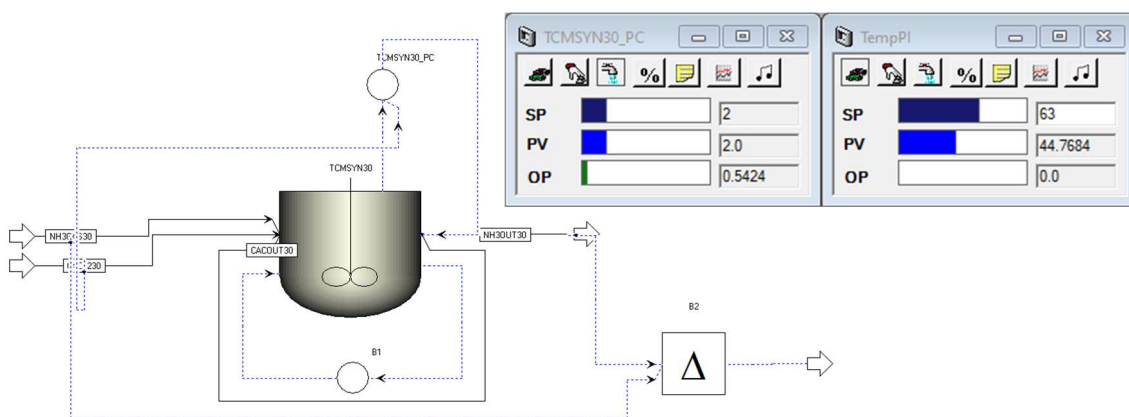 TCMSYN30_PC
SP 2
PV 2.0
OP 0.5424
TempPI
SP 63
PV 44.7684
OP 0.0
%
%
TCMSYN30_PC
TCMSYN30
CACOUT30
NH3OUT30
B1
B2
Δ